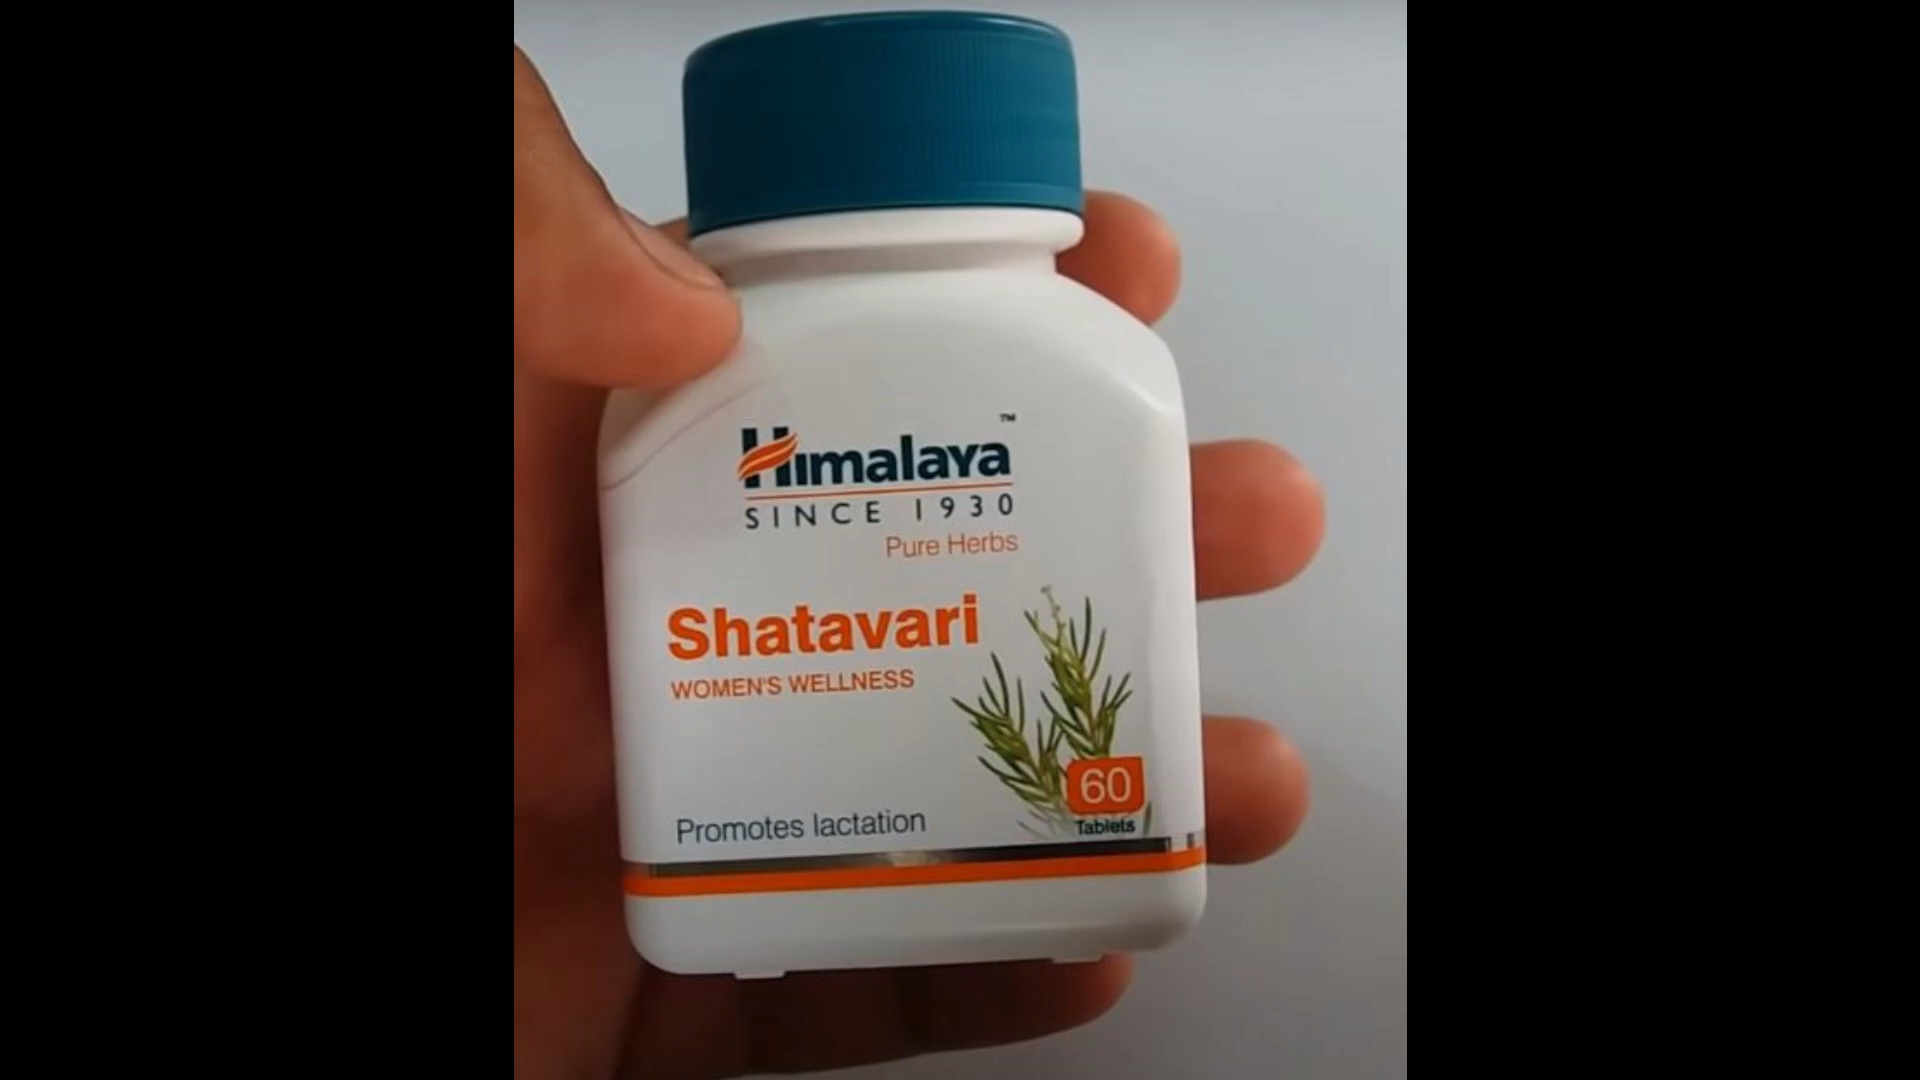 Himalaya™
SINCE 1930
Pure Herbs
Shatavari
WOMEN'S WELLNESS
60
Tablets
Promotes lactation